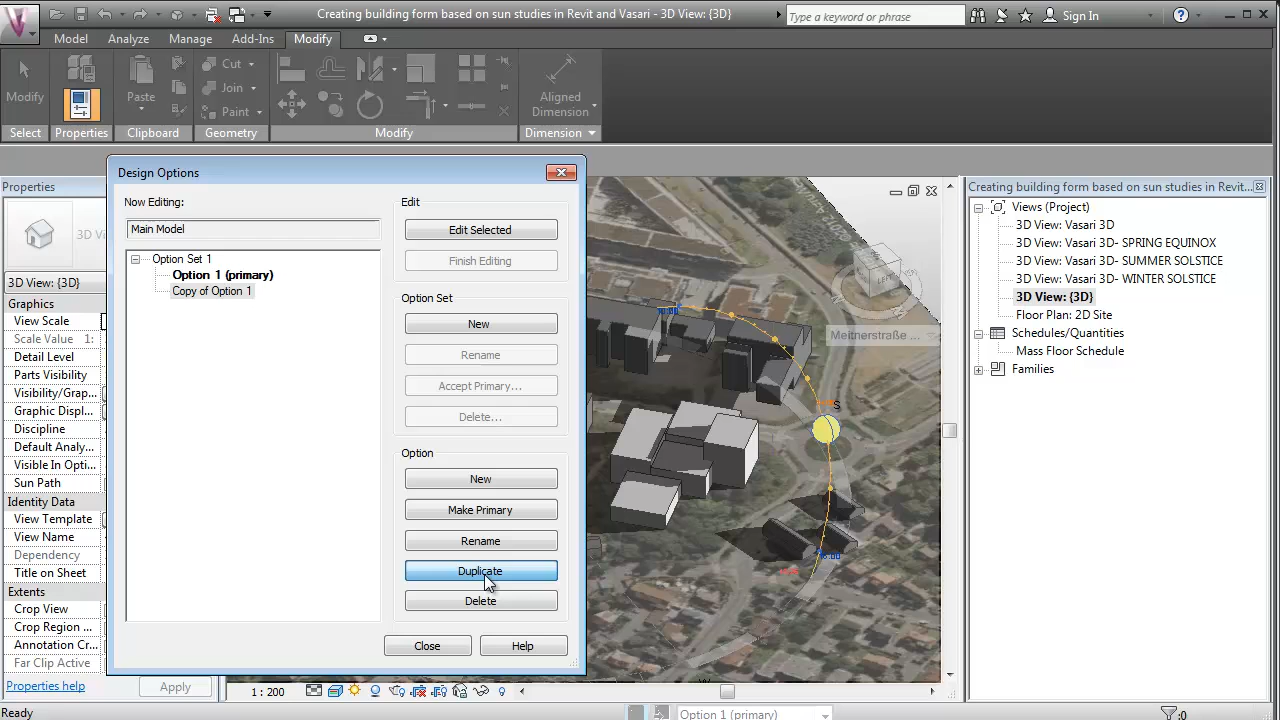 Creating building form based on sun studies in Revit and Vasari - 3D View: {3D}
Type a keyword or phrase
Sign In
Model
Analyze
Manage
Add-Ins
Modify
Modify
Paste
Cut
Join
Paint
Aligned
Dimension
Select
Properties
Clipboard
Geometry
Modify
Dimension
Properties
3D Vi
3D View: {3D}
Graphics
View Scale
Scale Value 1:
Detail Level
Parts Visibility
Visibility/Grap...
Graphic Displ...
Discipline
Default Analy...
Visible In Opti...
Sun Path
Identity Data
View Template
View Name
Dependency
Title on Sheet
Extents
Crop View
Crop Region ...
Annotation Cr...
Far Clip Active
Properties help
Apply
Design Options
Now Editing:
Main Model
Option Set 1
Option 1 (primary)
Copy of Option 1
Edit
Edit Selected
Finish Editing
Option Set
New
Rename
Accept Primary...
Delete...
Option
New
Make Primary
Rename
Duplicate
Delete
Close
Help
LEFT
Meitnerstraße ...
S
©2012
Creating building form based on sun studies in Revit...
Views (Project)
3D View: Vasari 3D
3D View: Vasari 3D- SPRING EQUINOX
3D View: Vasari 3D- SUMMER SOLSTICE
3D View: Vasari 3D- WINTER SOLSTICE
3D View: {3D}
Floor Plan: 2D Site
Schedules/Quantities
Mass Floor Schedule
Families
1 : 200
Ready
Option 1 (primary)
:0